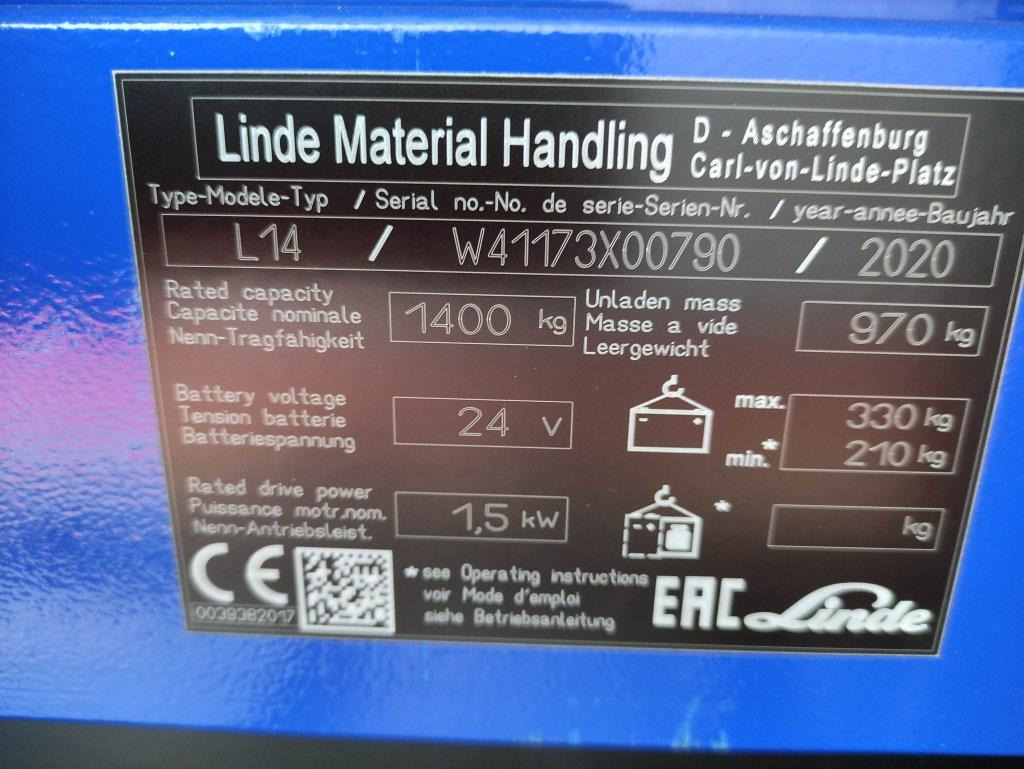 Linde Material Handling
D - Aschaffenburg
Carl-von-Linde-Platz
Type-Modele-Typ / Serial no.-No. de serie-Serien-Nr. / year-annee-Baujahr
L14 / W41173X00790 / 2020
Rated capacity
Capacite nominale
Nenn-Tragfähigkeit
1400 kg
Unladen mass
Masse a vide
Leergewicht
970 kg
Battery voltage
Tension batterie
Batteriespannung
24 V
max. 330 kg
min.* 210 kg
Rated drive power
Puissance motr.nom.
Nenn-Antriebsleist.
1,5 kW
* kg
CE
0039382017
* see Operating instructions
voir Mode d'emploi
siehe Betriebsanleitung
EAC
Linde